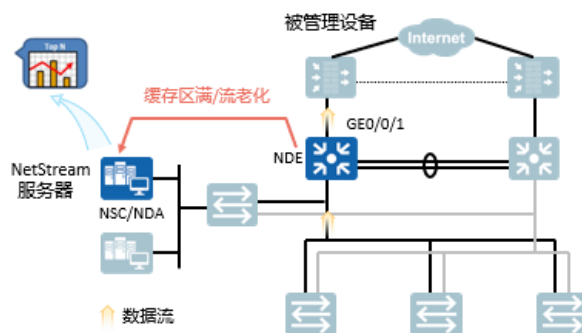 被管理设备
Internet
Top N
缓存区满/流老化
GE0/0/1
NDE
NetStream
服务器
NSC/NDA
数据流